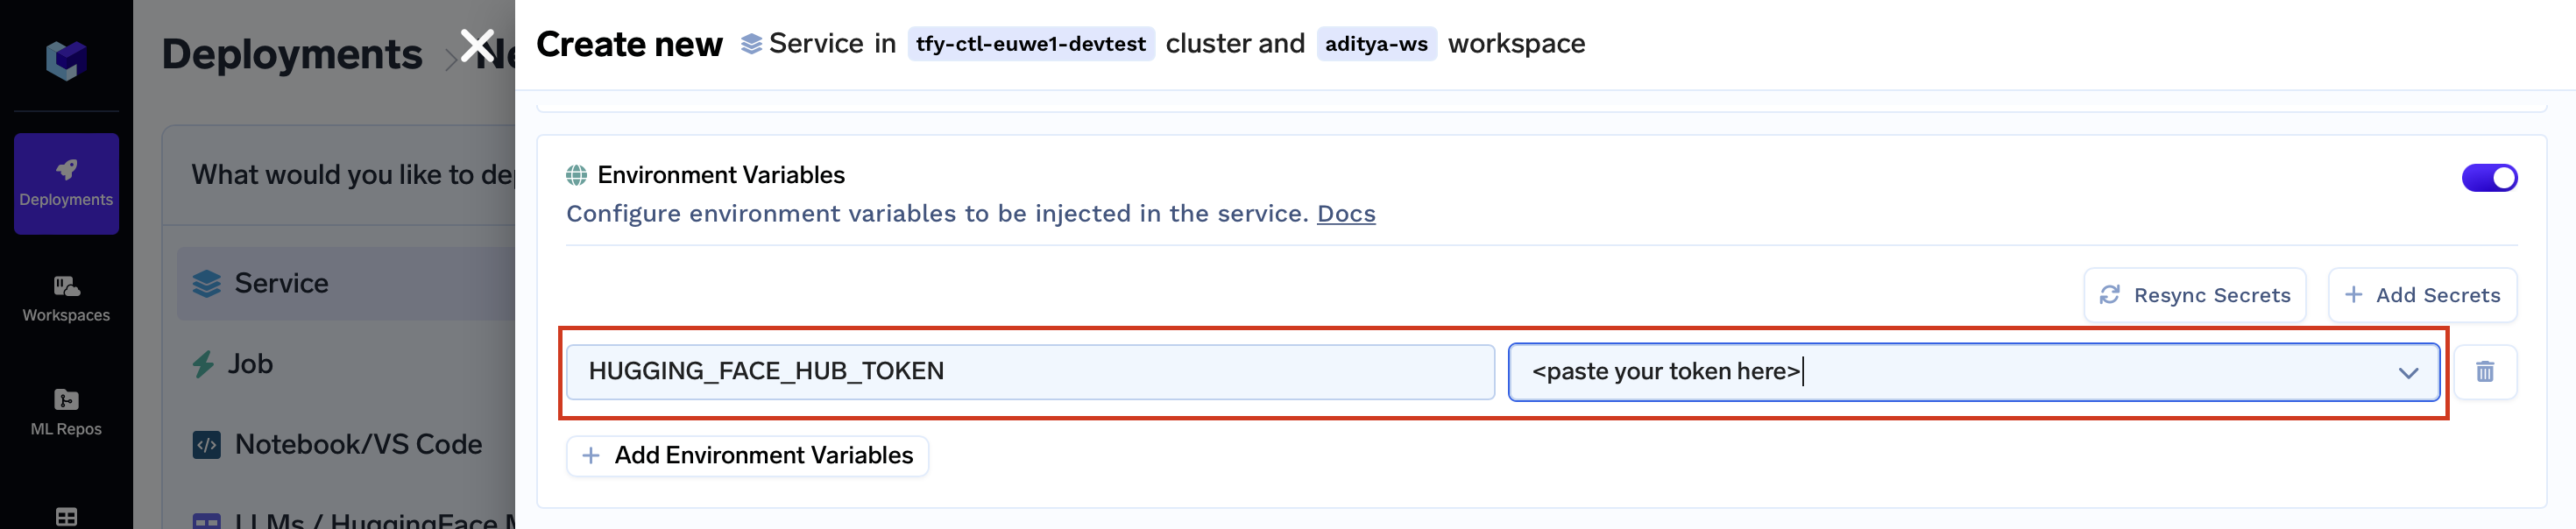 Deployments
Ne
Create new Service in tfy-ctl-euwe1-devtest cluster and aditya-ws workspace
Deployments
Workspaces
ML Repos
What would you like to de
Service
Job
Notebook/VS Code
LLMs / HuggingFace
Environment Variables
Configure environment variables to be injected in the service. Docs
Resync Secrets
+ Add Secrets
HUGGING_FACE_HUB_TOKEN
<paste your token here>
+ Add Environment Variables